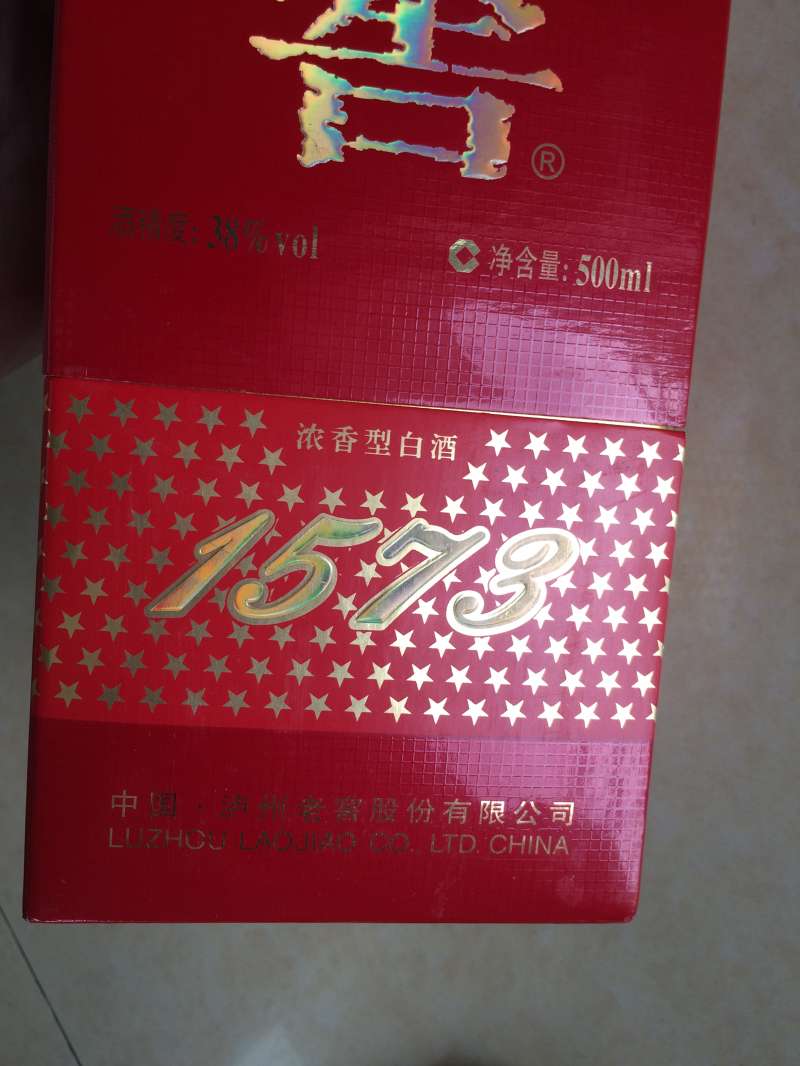 窖®
酒精度: 38%vol
净含量: 500ml
浓香型白酒
1573
中国·泸州老窖股份有限公司
LUZHOU LAOJIAO CO., LTD. CHINA